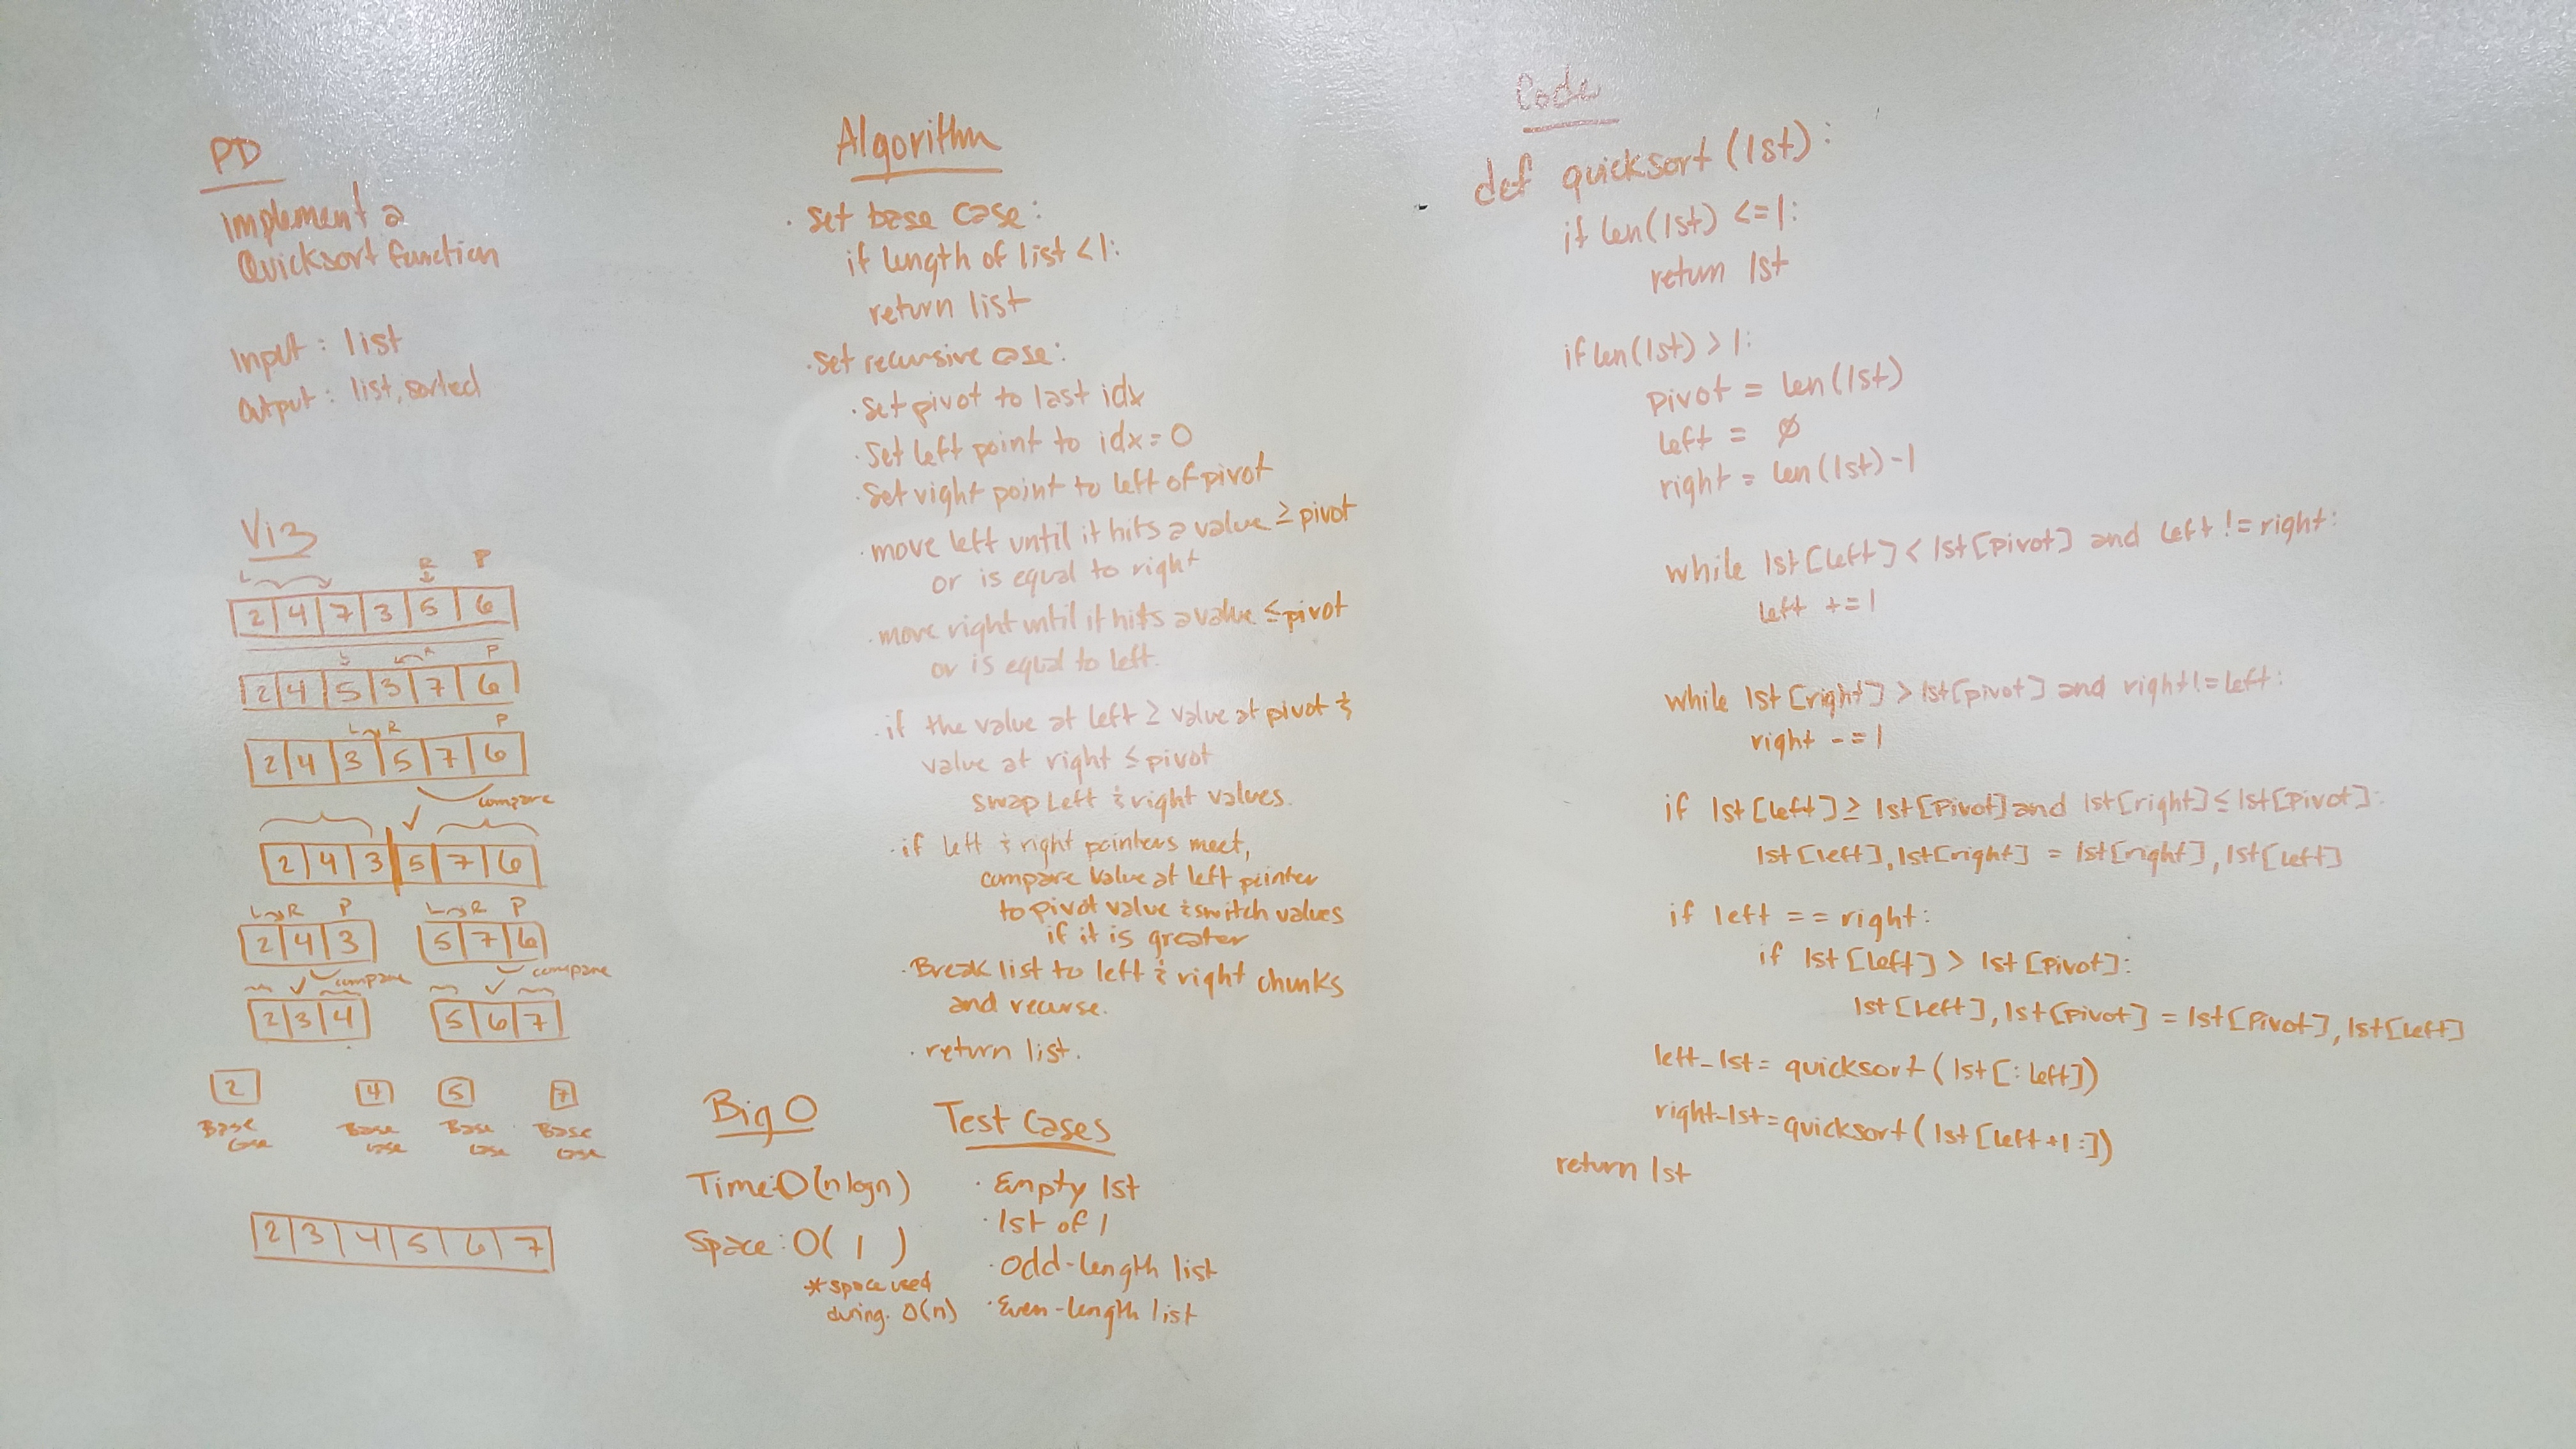 PD
Implement a
Quicksort function
Input : list
Output : list, sorted
Viz
L R P
2 4 7 3 5 6
L R P
2 4 5 3 7 6
L R P
2 4 3 5 7 6
compare
✓
2 4 3 5 7 6
L R P L R P
2 4 3 5 7 6
compare compare
✓ ✓
2 3 4 5 6 7
2 4 5 7
Base Base Base Base
case case case case
2 3 4 5 6 7
Algorithm
· Set base case:
if length of list < 1:
return list
· Set recursive case:
· Set pivot to last idx
· Set left point to idx = 0
· Set right point to left of pivot
· move left until it hits a value ≥ pivot
or is equal to right
· move right until it hits a value ≤ pivot
or is equal to left.
· if the value at left ≥ value at pivot &
value at right ≤ pivot
swap left & right values.
· if left & right pointers meet,
compare value at left pointer
to pivot value & switch values
if it is greater
· Break list to left & right chunks
and recurse.
· return list.
Big O
Time: O(n log n)
Space: O( 1 )
* space used
during. O(n)
Test Cases
· Empty lst
· lst of 1
· Odd-length list
· Even-length list
Code
def quicksort (lst):
if len(lst) <= 1:
return lst
if len(lst) > 1:
pivot = len(lst)
left = Ø
right = len(lst) - 1
while lst[left] < lst[pivot] and left != right:
left += 1
while lst[right] > lst[pivot] and right != left:
right -= 1
if lst[left] ≥ lst[pivot] and lst[right] ≤ lst[pivot]:
lst[left], lst[right] = lst[right], lst[left]
if left == right:
if lst[left] > lst[pivot]:
lst[left], lst[pivot] = lst[pivot], lst[left]
left_lst = quicksort (lst[: left])
right_lst = quicksort (lst[left +1 :])
return lst